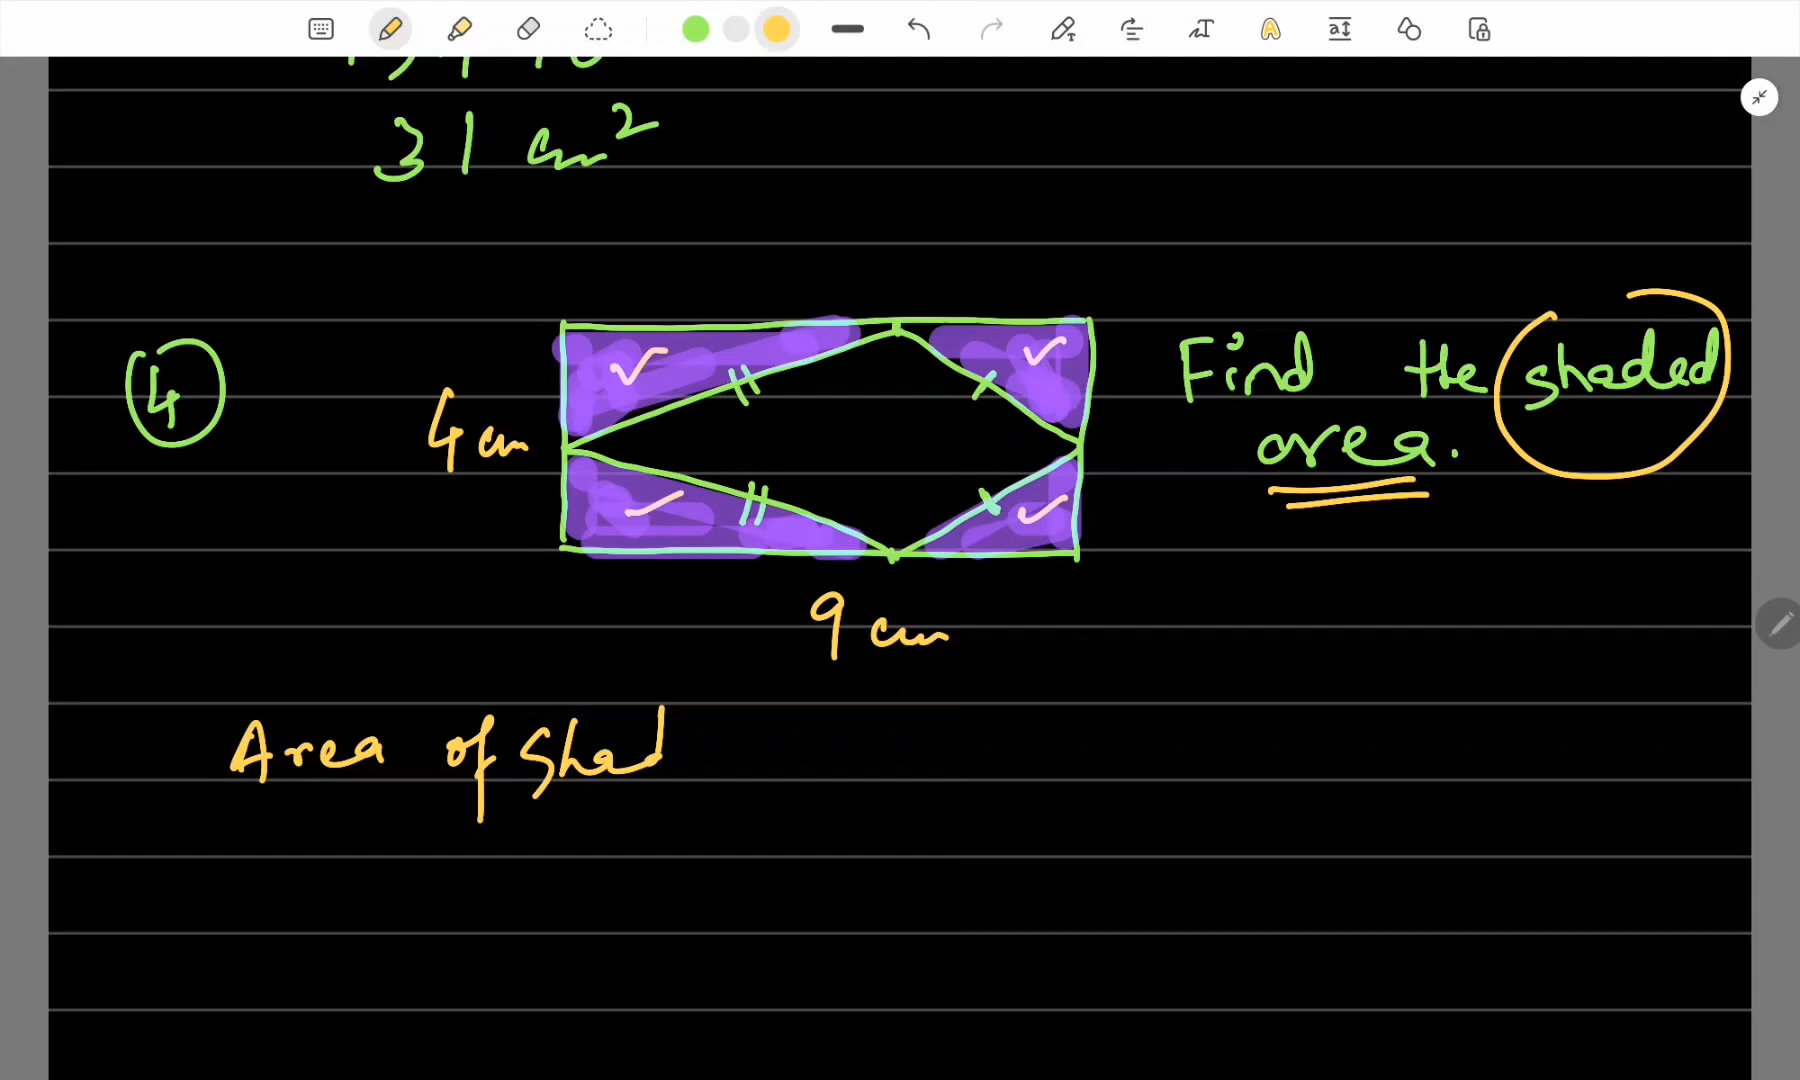 31 cm²
4
Find the shaded
area.
4 cm
9 cm
Area of Shad